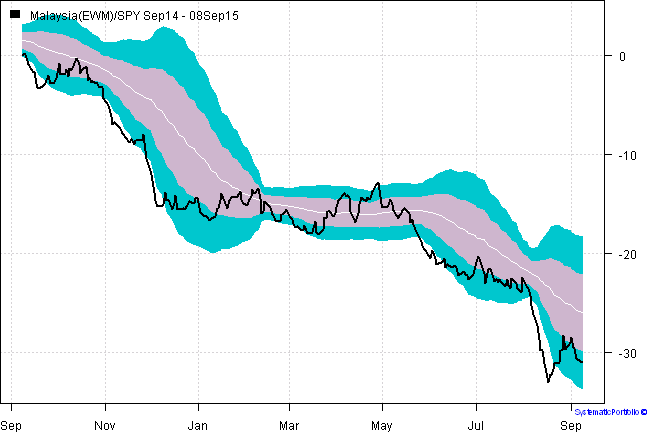 Malaysia(EWM)/SPY Sep14 - 08Sep15
0
-10
-20
-30
SystematicPortfolio ©
Sep Nov Jan Mar May Jul Sep